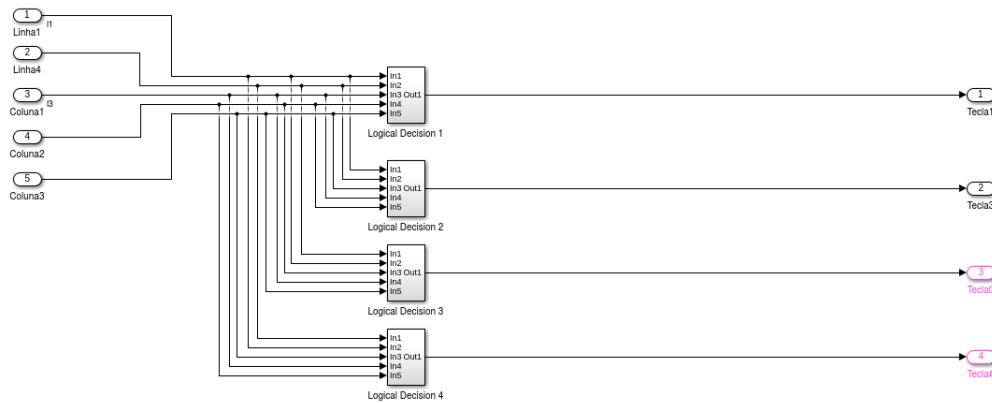 1
l1
Linha1
2
Linha4
3
l3
Coluna1
4
Coluna2
5
Coluna3
In1
In2
In3 Out1
In4
In5
Logical Decision 1
1
Tecla1
In1
In2
In3 Out1
In4
In5
Logical Decision 2
2
Tecla3
In1
In2
In3 Out1
In4
In5
Logical Decision 3
3
In1
In2
In3 Out1
In4
In5
Logical Decision 4
4